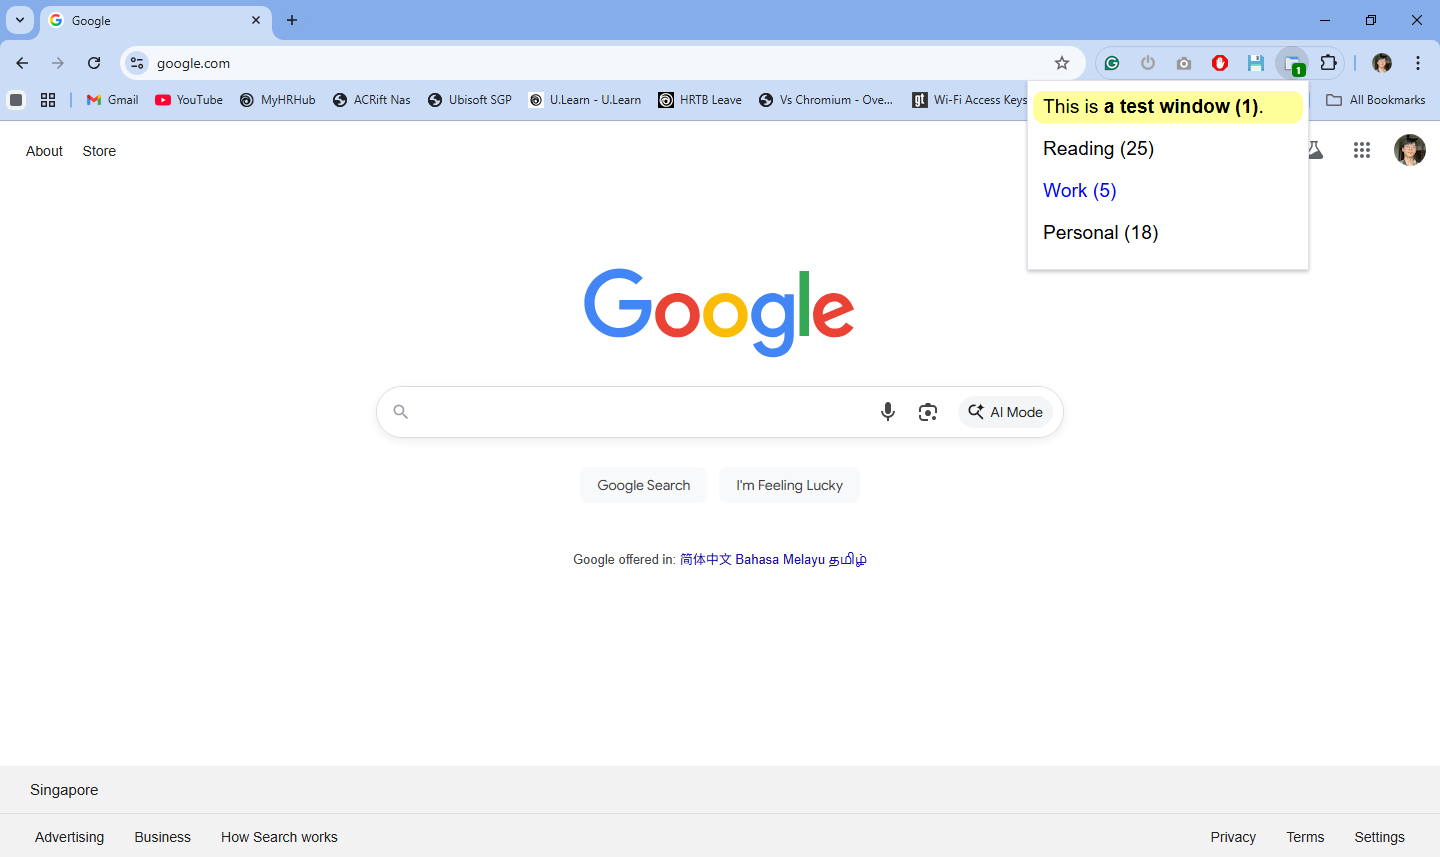 Google
google.com
1
Gmail YouTube MyHRHub ACRift Nas Ubisoft SGP U.Learn - U.Learn HRTB Leave Vs Chromium - Ove... gt Wi-Fi Access Keys All Bookmarks
About Store
This is a test window (1).
Reading (25)
Work (5)
Personal (18)
Google
AI Mode
Google Search I'm Feeling Lucky
Google offered in: 简体中文 Bahasa Melayu தமிழ்
Singapore
Advertising Business How Search works Privacy Terms Settings